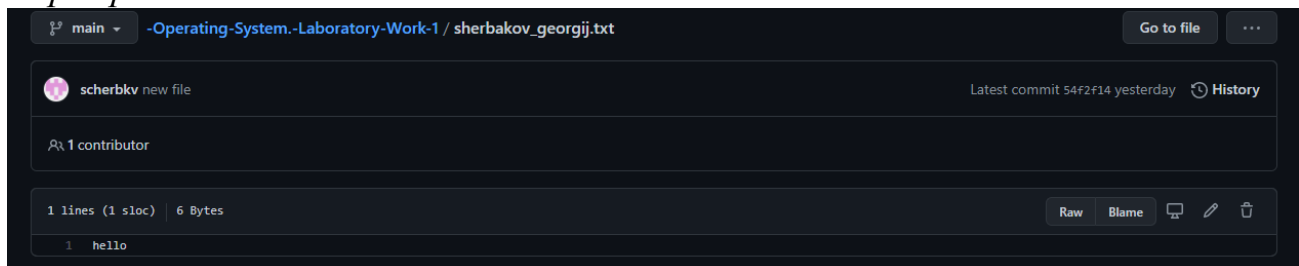 main -Operating-System.-Laboratory-Work-1 / sherbakov_georgij.txt Go to file ...
scherbkv new file Latest commit 54f2f14 yesterday History
1 contributor
1 lines (1 sloc) 6 Bytes Raw Blame
1 hello